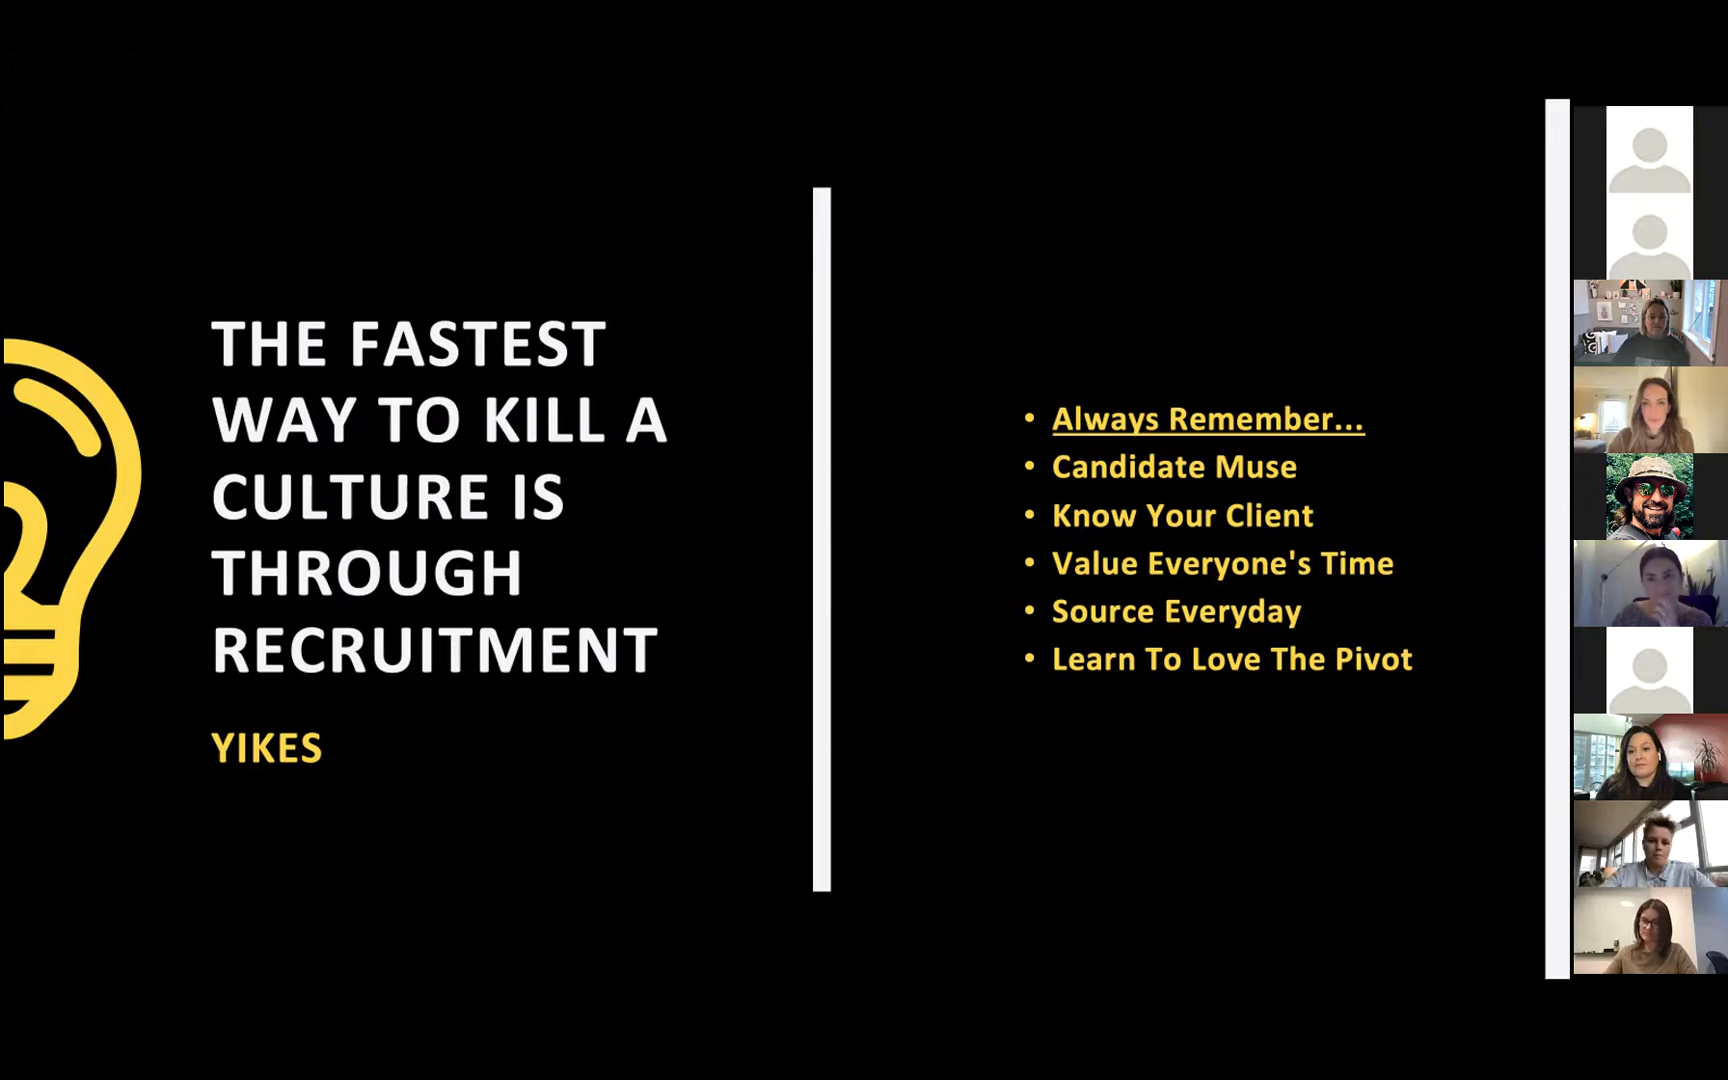 THE FASTEST
WAY TO KILL A
CULTURE IS
THROUGH
RECRUITMENT
YIKES
• Always Remember...
• Candidate Muse
• Know Your Client
• Value Everyone's Time
• Source Everyday
• Learn To Love The Pivot